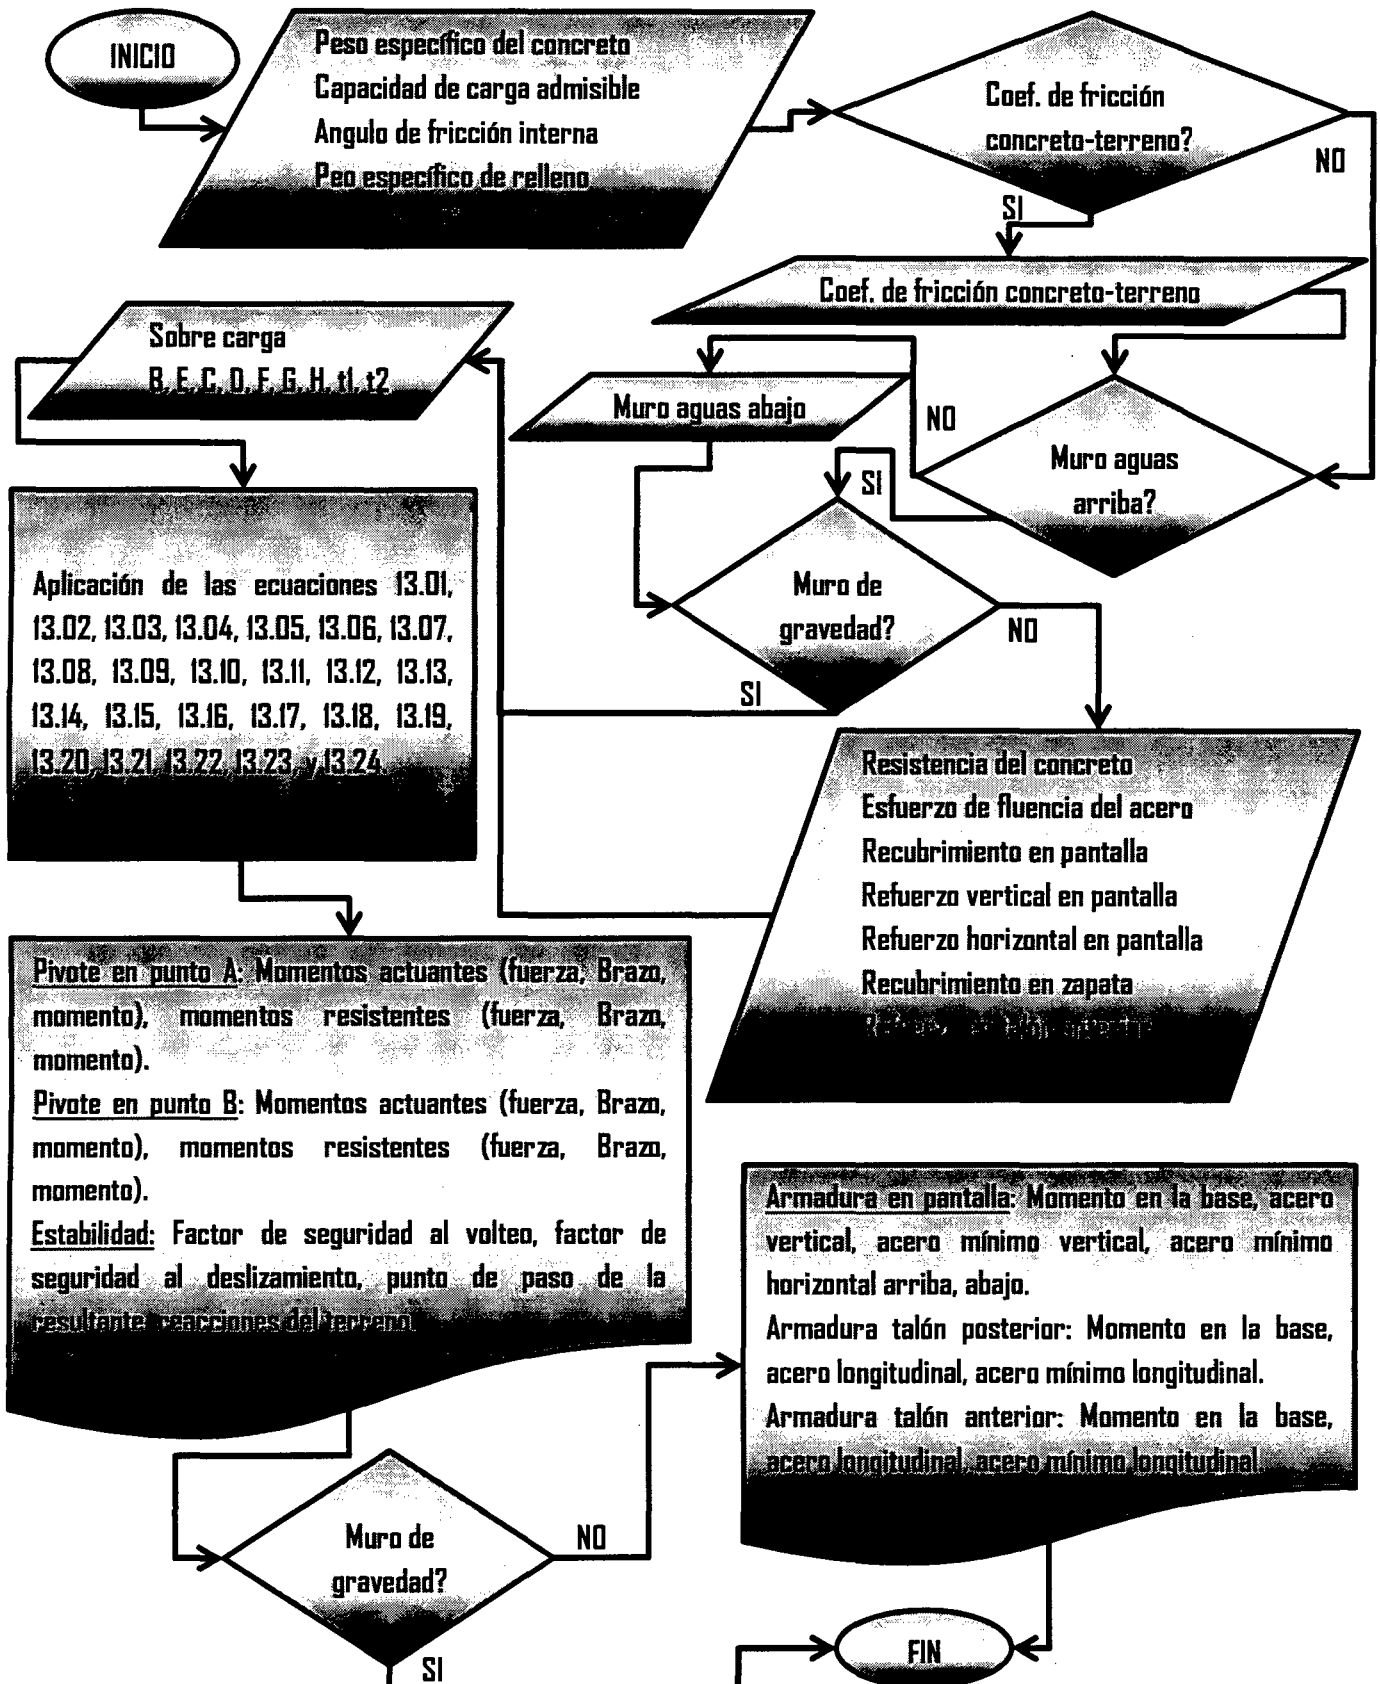 INICIO
Peso específico del concreto
Capacidad de carga admisible
Angulo de fricción interna
Peo específico de relleno
Coef. de fricción
concreto-terreno?
NO
SI
Coef. de fricción concreto-terreno
Sobre carga
B, E, C, D, F, G, H, t1, t2
Muro aguas abajo
NO
Muro aguas
arriba?
SI
Muro de
gravedad?
NO
SI
Aplicación de las ecuaciones 13.01,
13.02, 13.03, 13.04, 13.05, 13.06, 13.07,
13.08, 13.09, 13.10, 13.11, 13.12, 13.13,
13.14, 13.15, 13.16, 13.17, 13.18, 13.19,
13.20, 13.21, 13.22, 13.23 y 13.24
Resistencia del concreto
Esfuerzo de fluencia del acero
Recubrimiento en pantalla
Refuerzo vertical en pantalla
Refuerzo horizontal en pantalla
Recubrimiento en zapata
Pivote en punto A: Momentos actuantes (fuerza, Brazo,
momento), momentos resistentes (fuerza, Brazo,
momento).
Pivote en punto B: Momentos actuantes (fuerza, Brazo,
momento), momentos resistentes (fuerza, Brazo,
momento).
Estabilidad: Factor de seguridad al volteo, factor de
seguridad al deslizamiento, punto de paso de la
resultante, reacciones del terreno
Armadura en pantalla: Momento en la base, acero
vertical, acero mínimo vertical, acero mínimo
horizontal arriba, abajo.
Armadura talón posterior: Momento en la base,
acero longitudinal, acero mínimo longitudinal.
Armadura talón anterior: Momento en la base,
acero longitudinal, acero mínimo longitudinal
Muro de
gravedad?
NO
SI
FIN